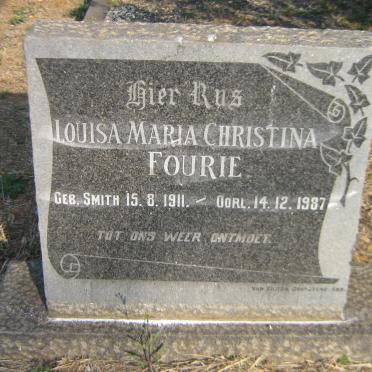 Hier Rus
Louisa Maria Christina
Fourie
Geb. Smith 15.8.1911. – Oorl. 14.12.1987
Tot ons weer ontmoet.